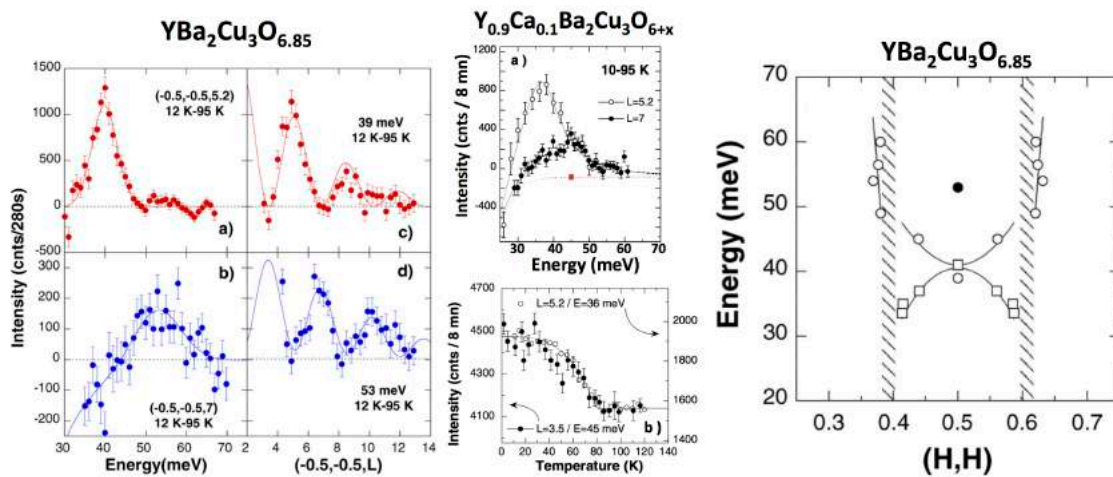 YBa2Cu3O6.85
1500
1000
500
0
500
(-0.5,-0.5,5.2)
12 K-95 K
a)
39 meV
12 K-95 K
c)
Intensity (cnts/280s)
300
200
100
0
-100
-200
b)
(-0.5,-0.5,7)
12 K-95 K
d)
53 meV
12 K-95 K
30 40 50 60 70 2 4 6 8 10 12 14
Energy(meV)
(-0.5,-0.5,L)
Y0.9Ca0.1Ba2Cu3O6+x
1200
800
400
0
-400
Intensity (cnts / 8 mn)
a)
10-95 K
L=5.2
L=7
30 40 50 60 70
Energy (meV)
Intensity (cnts / 8 mn)
4500
4400
4300
4200
4100
L=5.2 / E=36 meV
L=3.5 / E=45 meV
b)
2000
1900
1800
1700
1600
1500
1400
0 20 40 60 80 100 120 140
Temperature (K)
YBa2Cu3O6.85
Energy (meV)
70
60
50
40
30
20
0.3 0.4 0.5 0.6 0.7
(H,H)